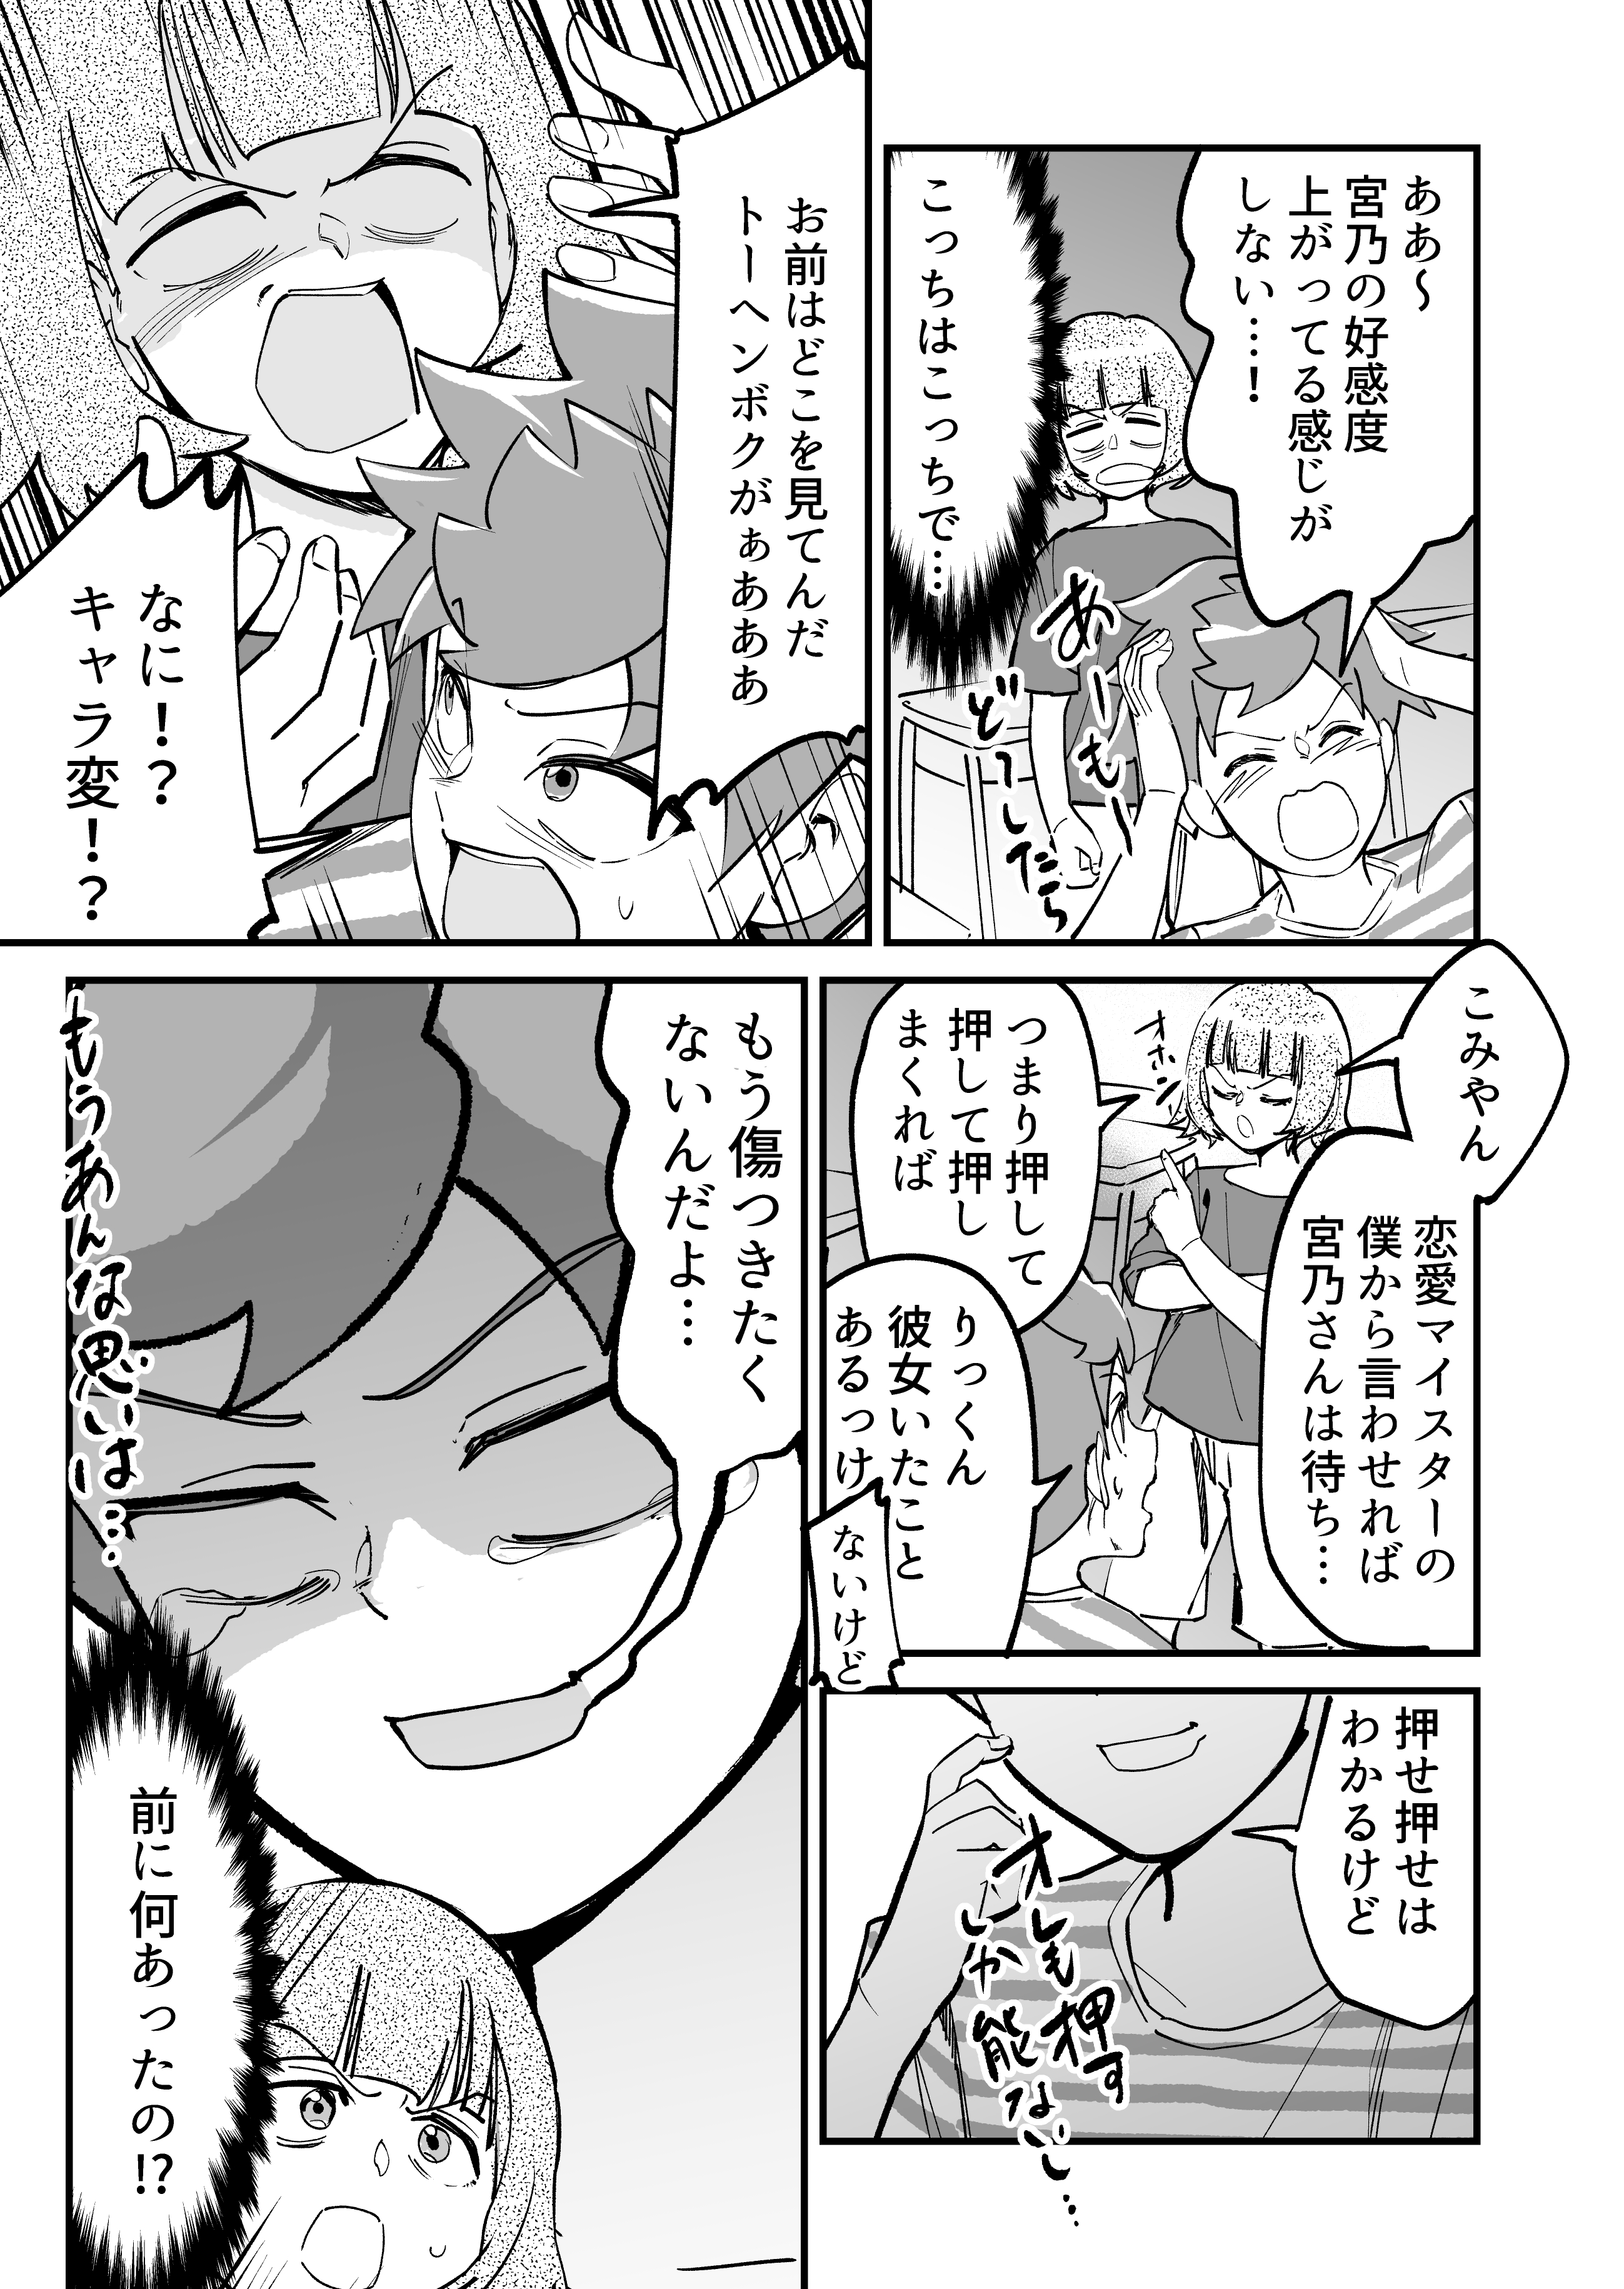 ああ～
宮乃の好感度
上がってる感じが
しない…！
あーもー
どてしたら
こっちはこっちで…
お前はどこを見てんだ
トーヘンボクがぁあああ
なに！？
キャラ変！？
こみやん
恋愛マイスターの
僕から言わせれば
宮乃さんは待ち…
オホン
つまり押して
押して押し
まくれば
りっくん
彼女いたこと
あるっけ
ないけど
押せ押せは
わかるけど
オレも押す
しか能ない…
もう傷つきたく
ないんだよ…
もうあんな思いは…
前に何あったの!?